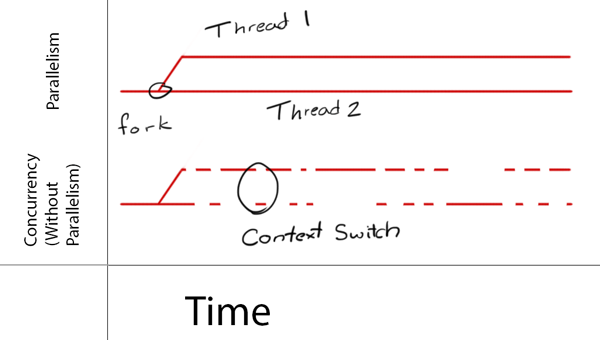 Parallelism
Thread 1
Thread 2
fork
Concurrency
(Without
Parallelism)
Context Switch
Time